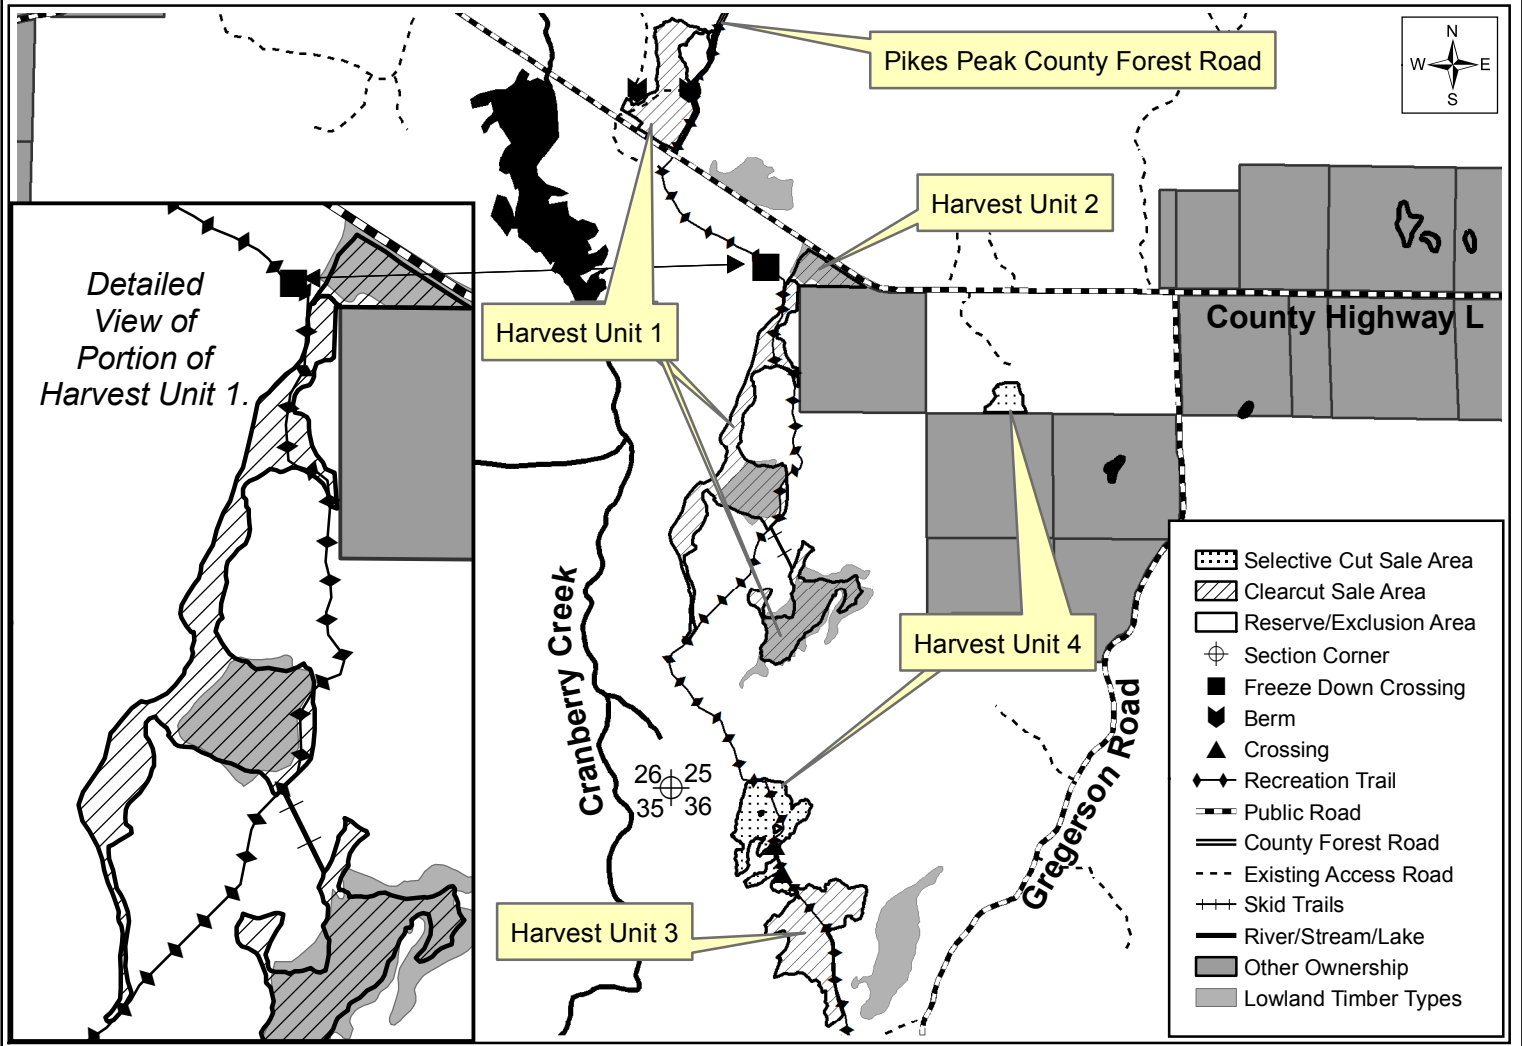 Pikes Peak County Forest Road
N
W E
S
Harvest Unit 2
Detailed
View of
Portion of
Harvest Unit 1.
Harvest Unit 1
County Highway L
Cranberry Creek
Harvest Unit 4
Gregerson Road
26 25
35 36
Harvest Unit 3
Selective Cut Sale Area
Clearcut Sale Area
Reserve/Exclusion Area
Section Corner
Freeze Down Crossing
Berm
Crossing
Recreation Trail
Public Road
County Forest Road
Existing Access Road
Skid Trails
River/Stream/Lake
Other Ownership
Lowland Timber Types